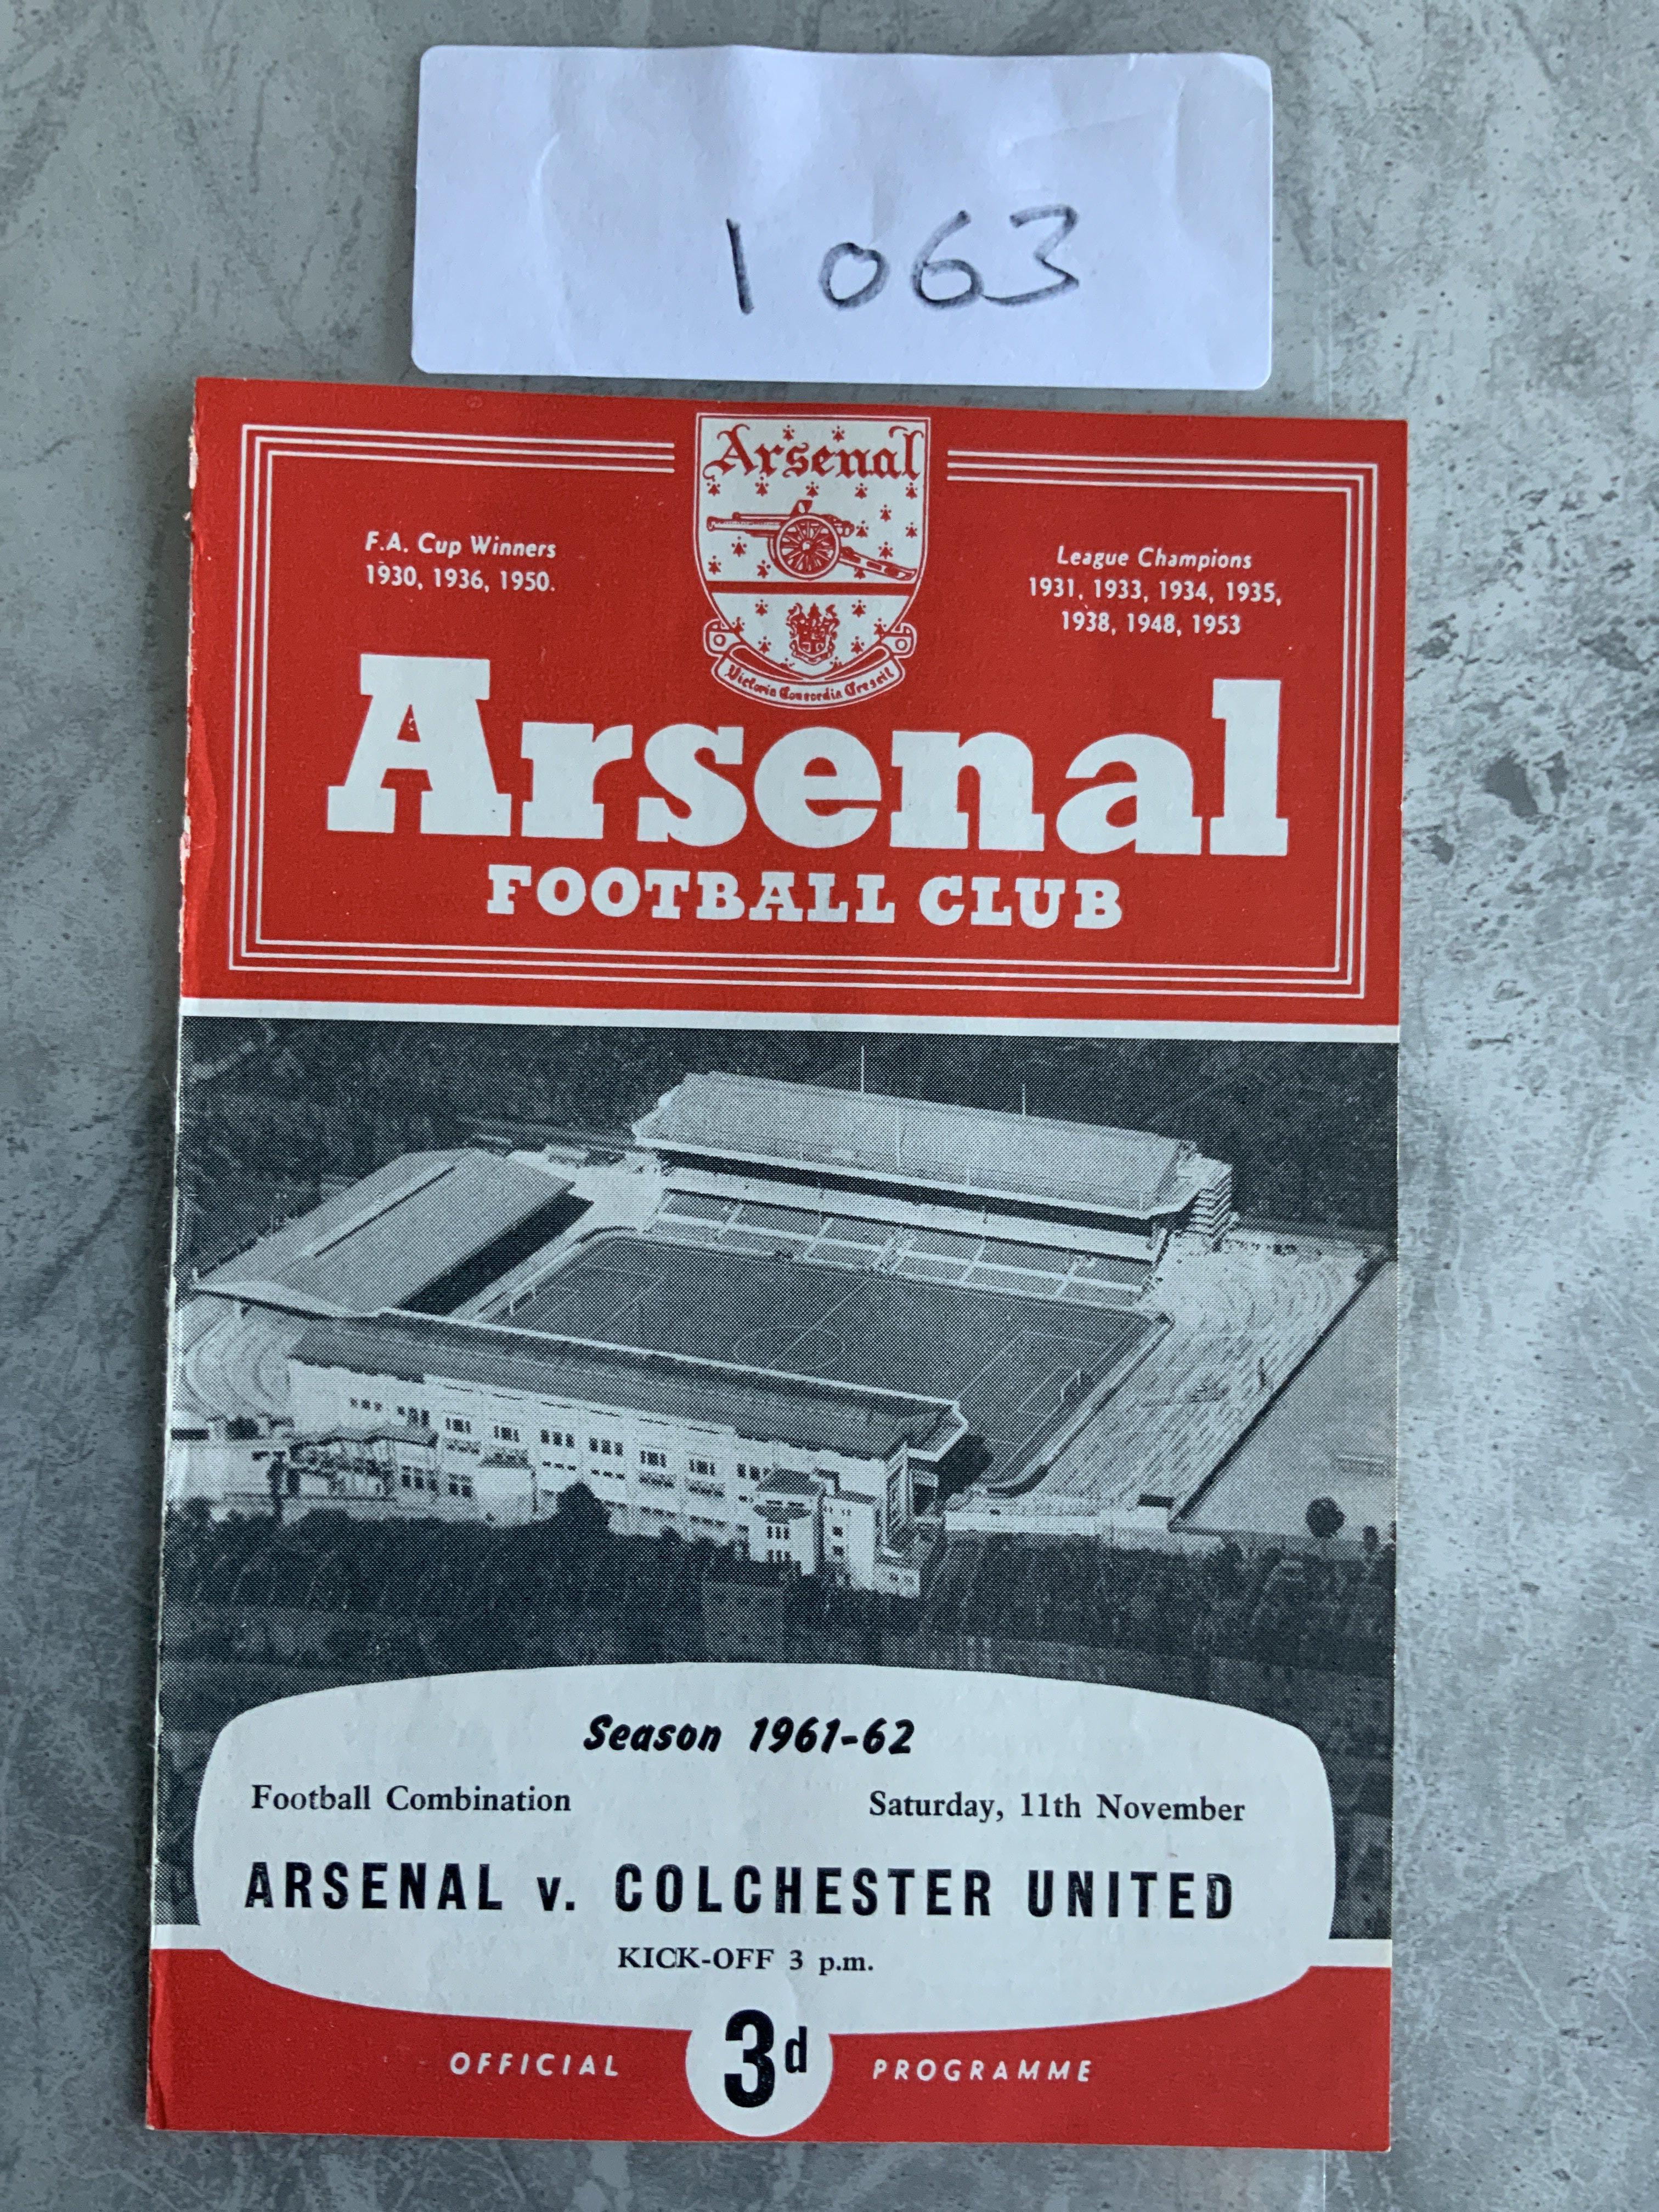 1063
Arsenal
F.A. Cup Winners
1930, 1936, 1950.
League Champions
1931, 1933, 1934, 1935,
1938, 1948, 1953
Victoria Concordia Crescit
Arsenal
FOOTBALL CLUB
Season 1961-62
Football Combination
Saturday, 11th November
ARSENAL v. COLCHESTER UNITED
KICK-OFF 3 p.m.
OFFICIAL 3d PROGRAMME